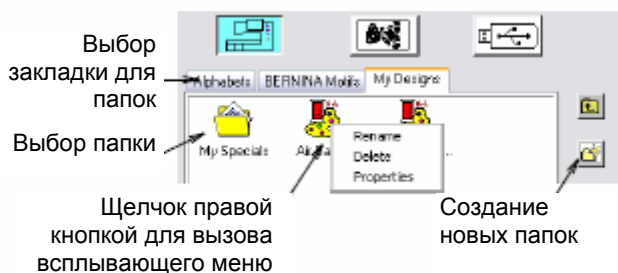 Выбор
закладки для
папок
Alphabets BERNINA Motifs My Designs
Выбор папки
My Specials
Rename
Delete
Properties
Щелчок правой
кнопкой для вызова
всплывающего меню
Создание
новых папок